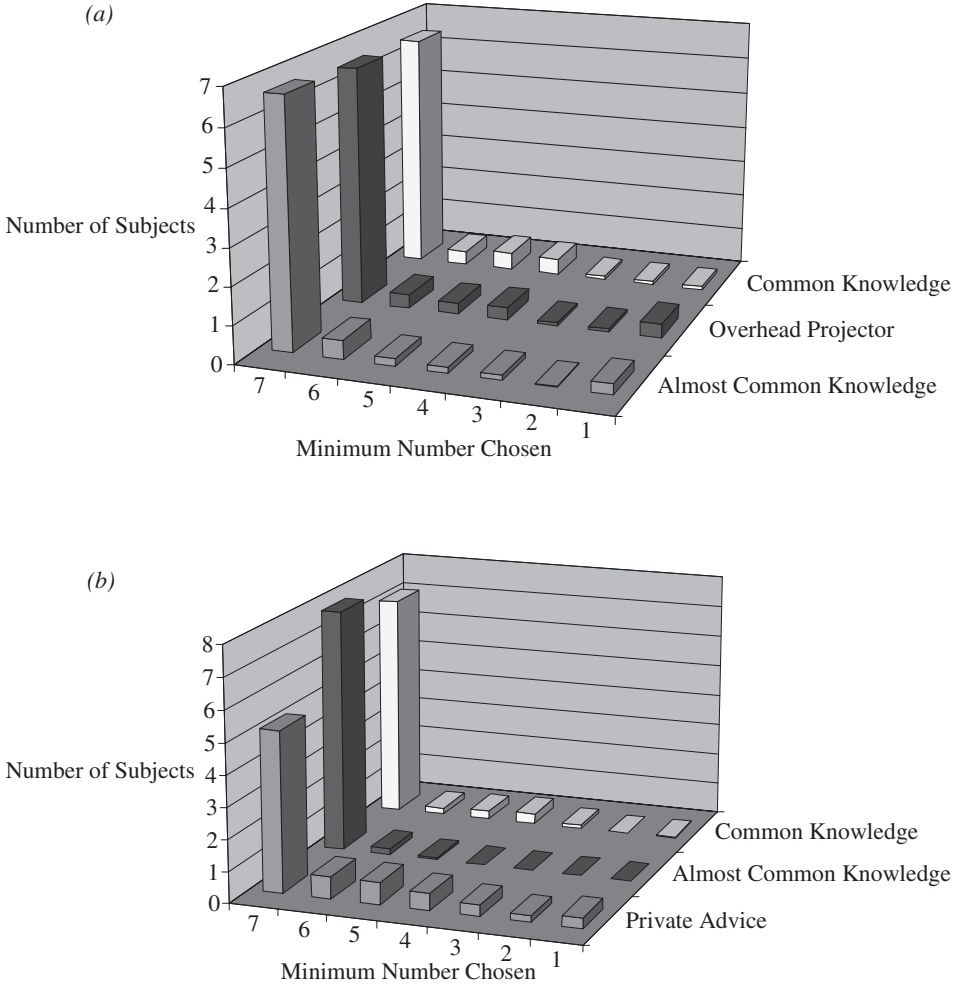 (a)
7
6
5
4
3
2
1
0
Number of Subjects
7 6 5 4 3 2 1
Minimum Number Chosen
Common Knowledge
Overhead Projector
Almost Common Knowledge
(b)
8
7
6
5
4
3
2
1
0
Number of Subjects
7 6 5 4 3 2 1
Minimum Number Chosen
Common Knowledge
Almost Common Knowledge
Private Advice